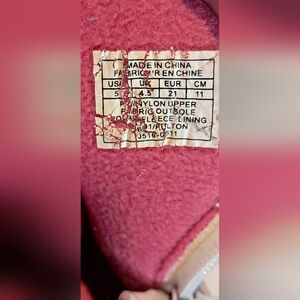 MADE IN CHINA
EN CHINE
US UK EUR CM
5 4.5 21 11
NYLON UPPER
OUTSOLE
FLEECE LINING
/FULTON